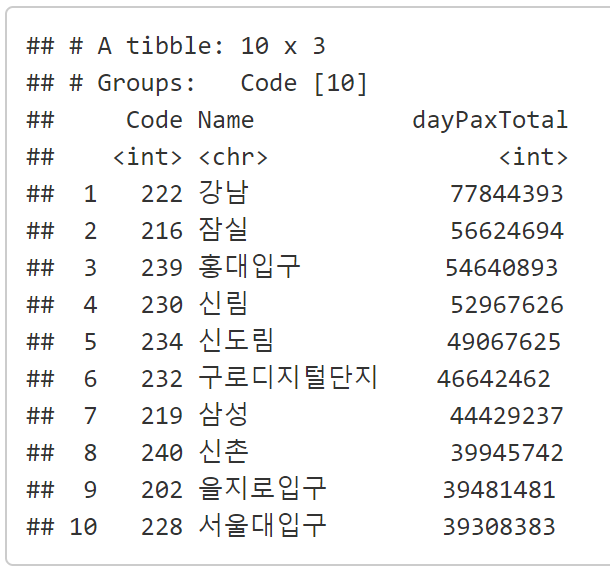 ## # A tibble: 10 x 3
## # Groups:   Code [10]
##     Code Name          dayPaxTotal
##    <int> <chr>               <int>
##  1   222 강남             77844393
##  2   216 잠실             56624694
##  3   239 홍대입구         54640893
##  4   230 신림             52967626
##  5   234 신도림           49067625
##  6   232 구로디지털단지   46642462
##  7   219 삼성             44429237
##  8   240 신촌             39945742
##  9   202 을지로입구       39481481
## 10   228 서울대입구       39308383